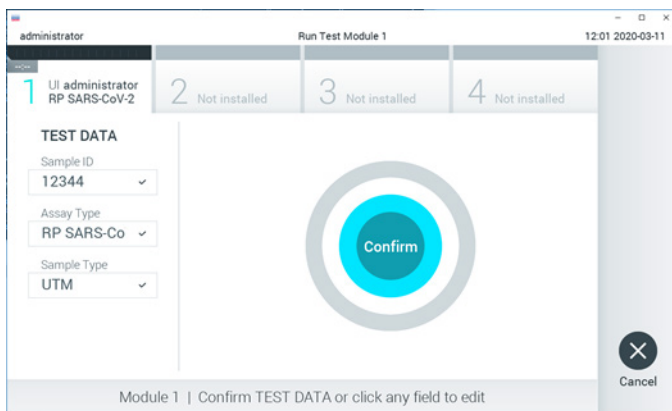 administrator
Run Test Module 1
12:01 2020-03-11
--:--
1 UI administrator
RP SARS-CoV-2
2 Not installed
3 Not installed
4 Not installed
TEST DATA
Sample ID
12344
Assay Type
RP SARS-Co
Sample Type
UTM
Confirm
Cancel
Module 1 | Confirm TEST DATA or click any field to edit